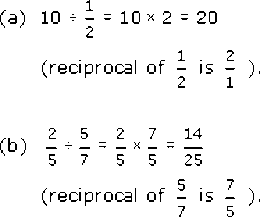 (a) 10 ÷ 1/2 = 10 × 2 = 20
(reciprocal of 1/2 is 2/1 ).
(b) 2/5 ÷ 5/7 = 2/5 × 7/5 = 14/25
(reciprocal of 5/7 is 7/5 ).